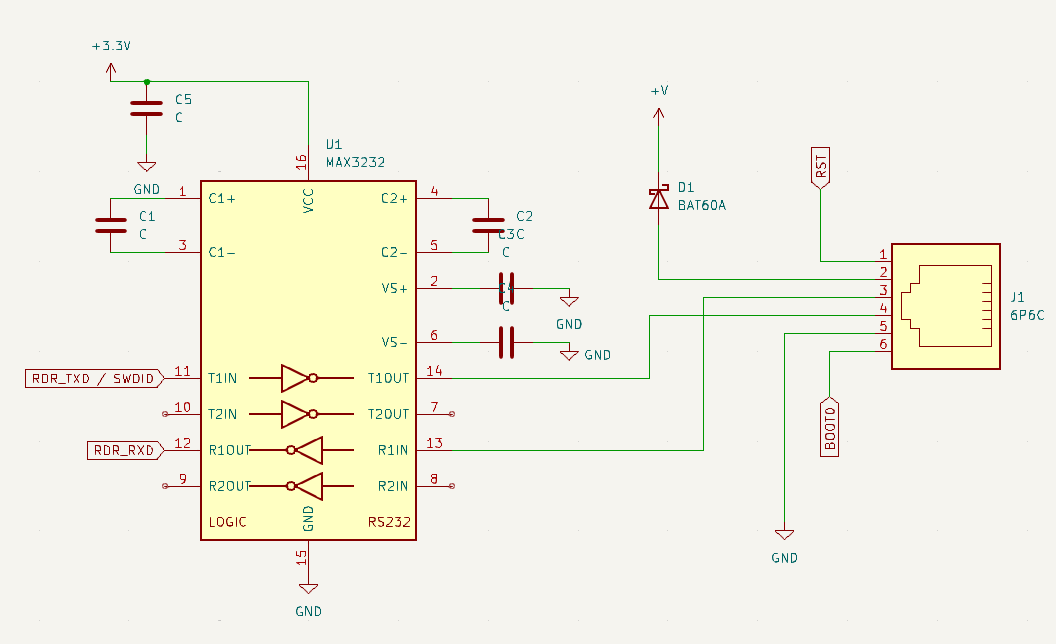 +3.3V
C5
C
GND
+V
U1
MAX3232
16
VCC
1
C1+
C2+
4
C1
C
C2
C3C
C
3
C1-
C2-
5
VS+
2
C4
C
GND
VS-
6
GND
RDR_TXD / SWDID
11
T1IN
T1OUT
14
10
T2IN
T2OUT
7
RDR_RXD
12
R1OUT
R1IN
13
9
R2OUT
R2IN
8
LOGIC
GND
RS232
15
GND
D1
BAT60A
RST
1
2
3
4
5
6
J1
6P6C
BOOT0
GND